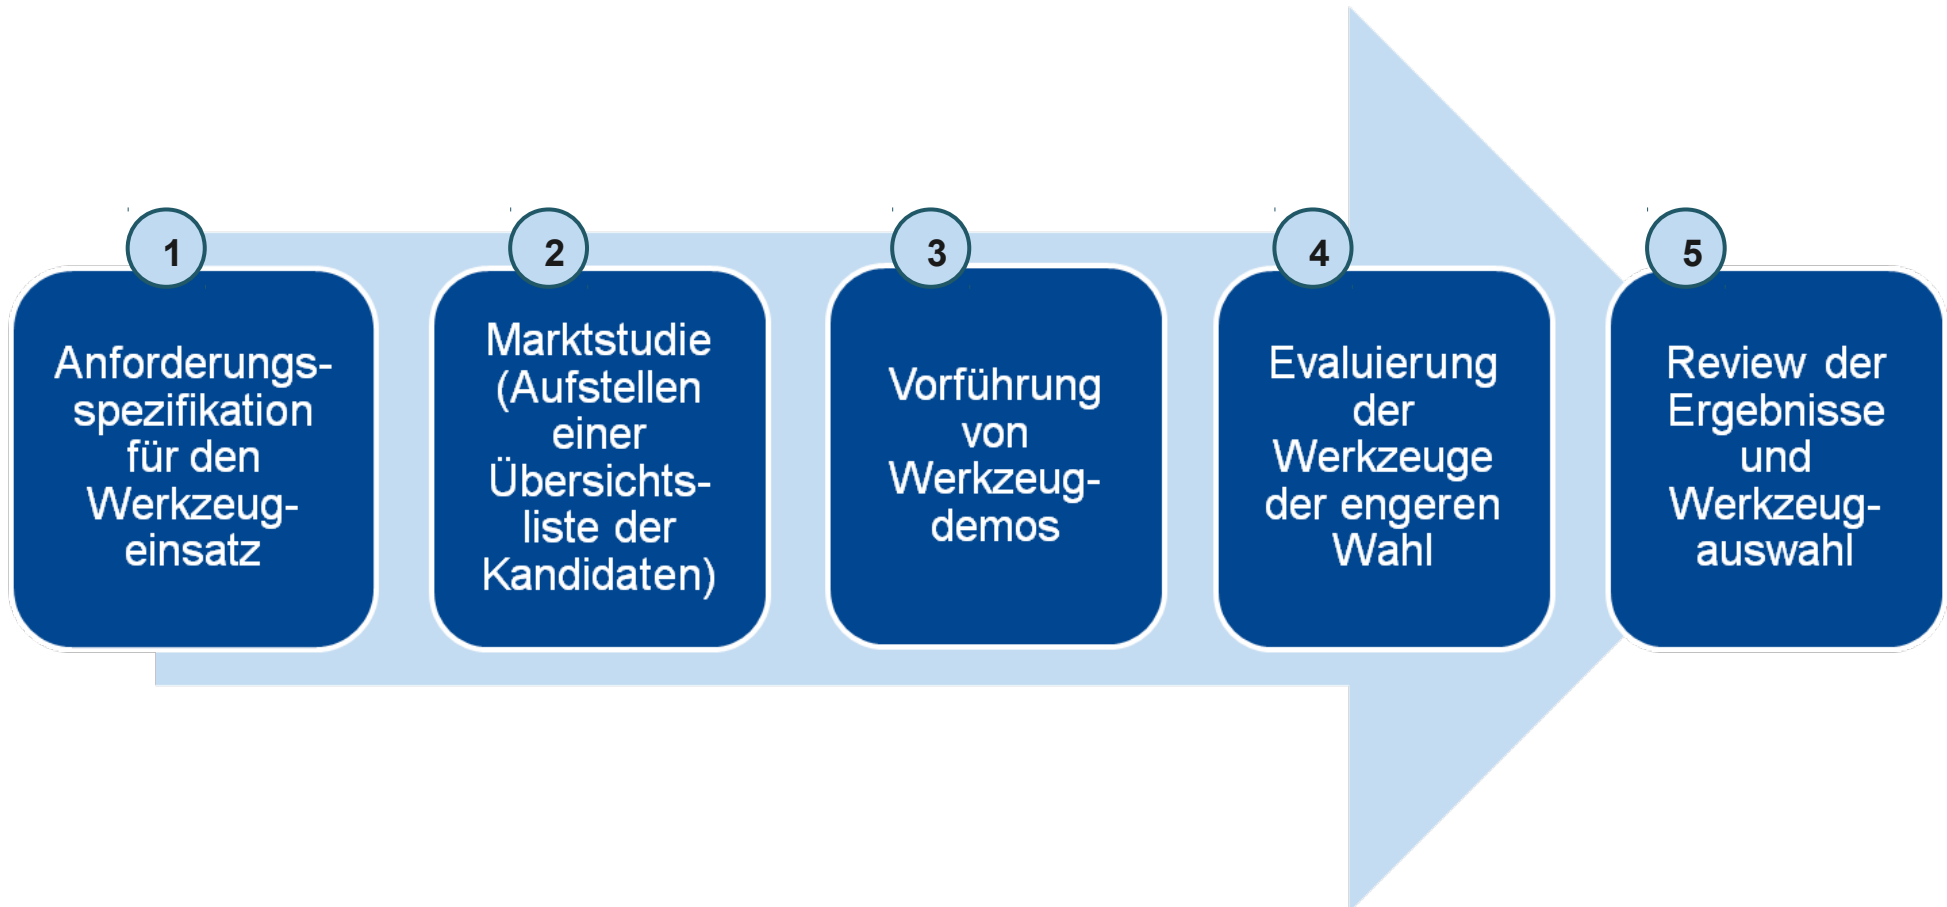 1
Anforderungs-
spezifikation
für den
Werkzeug-
einsatz
2
Marktstudie
(Aufstellen
einer
Übersichts-
liste der
Kandidaten)
3
Vorführung
von
Werkzeug-
demos
4
Evaluierung
der
Werkzeuge
der engeren
Wahl
5
Review der
Ergebnisse
und
Werkzeug-
auswahl